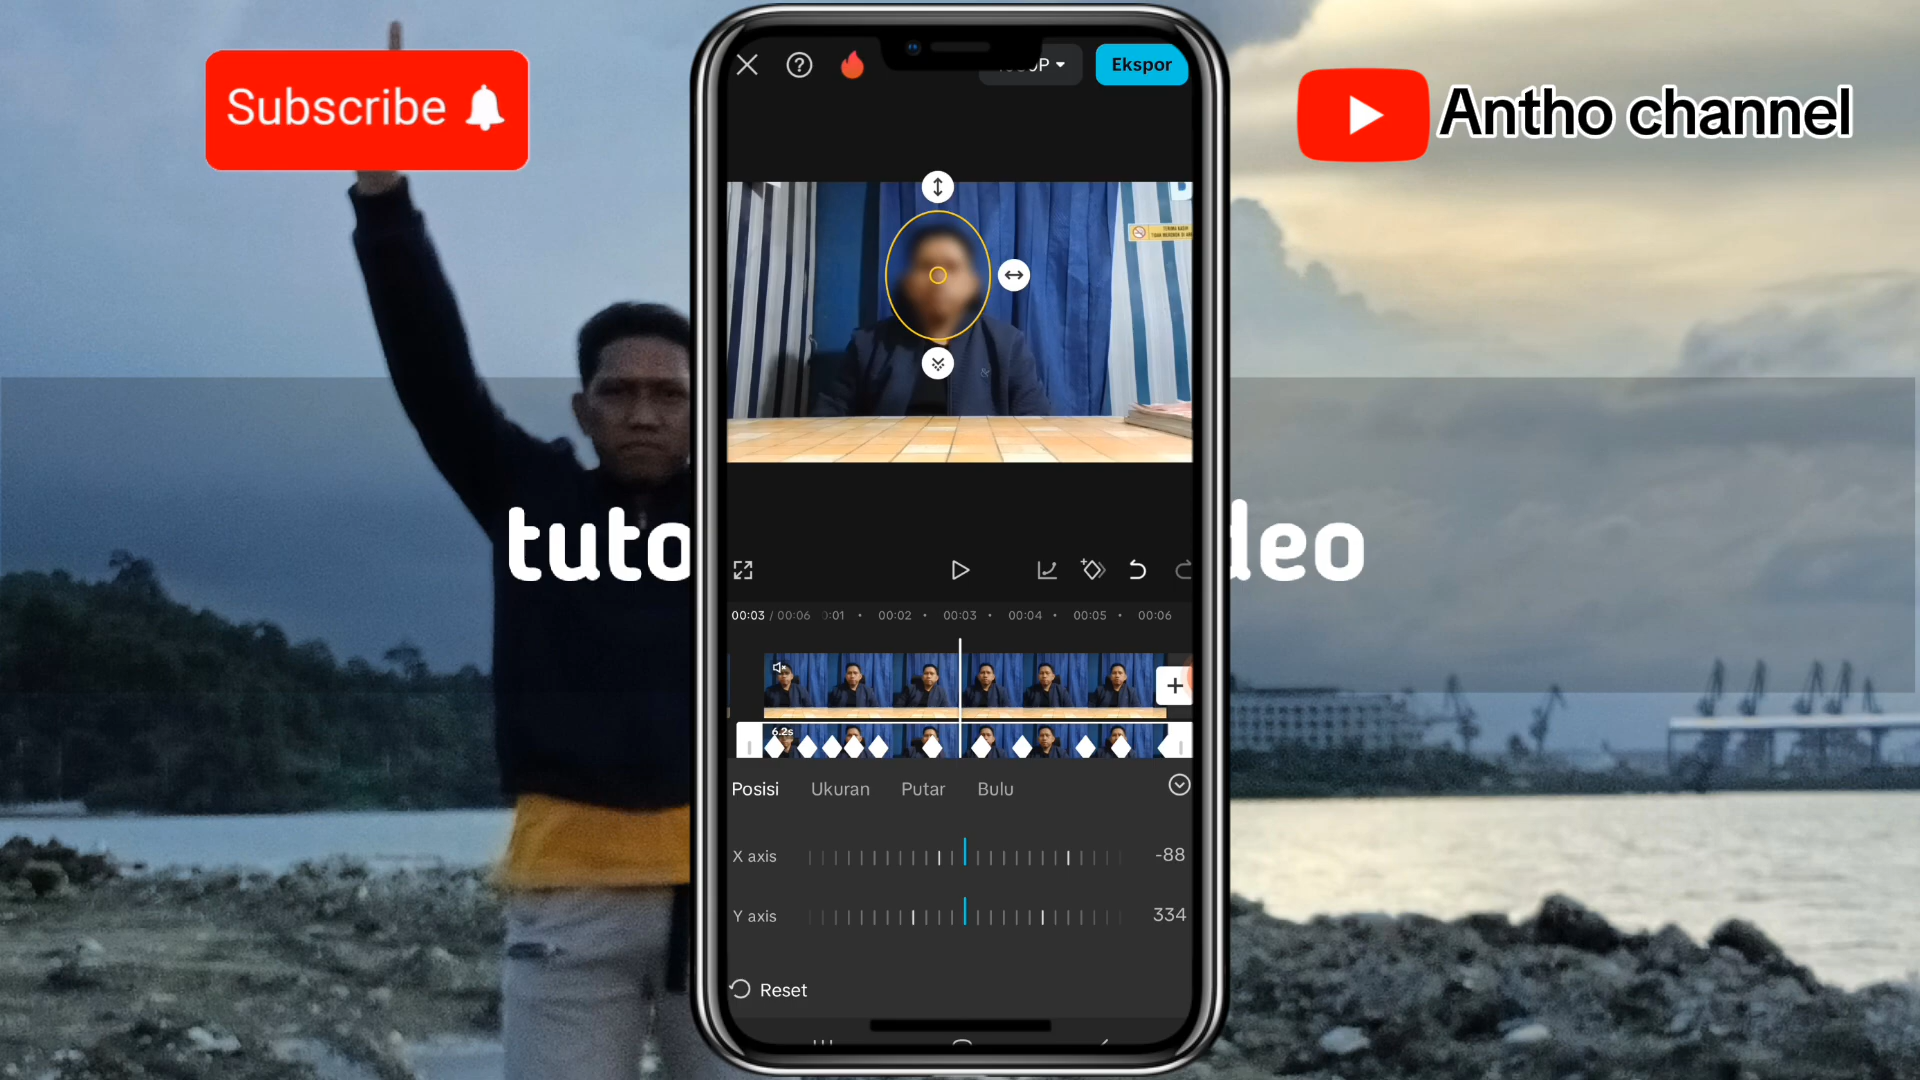 Subscribe
Antho channel
Ekspor
tuto
deo
00:03 / 00:06
00:02
00:03
00:04
00:05
00:06
6.2s
Posisi
Ukuran
Putar
Bulu
X axis
-88
Y axis
334
Reset